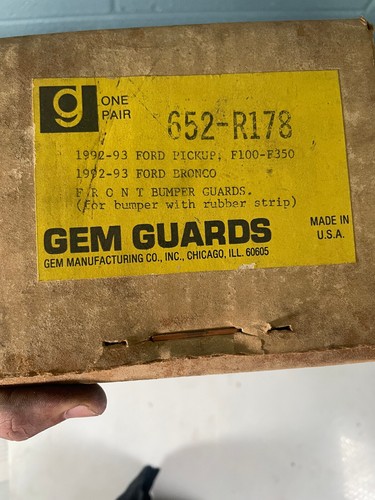 g ONE
PAIR
652-R178
1992-93 FORD PICKUP, F100-F350
1992-93 FORD BRONCO
F R O N T BUMPER GUARDS.
(for bumper with rubber strip)
GEM GUARDS
MADE IN
U.S.A.
GEM MANUFACTURING CO., INC., CHICAGO, ILL. 60605